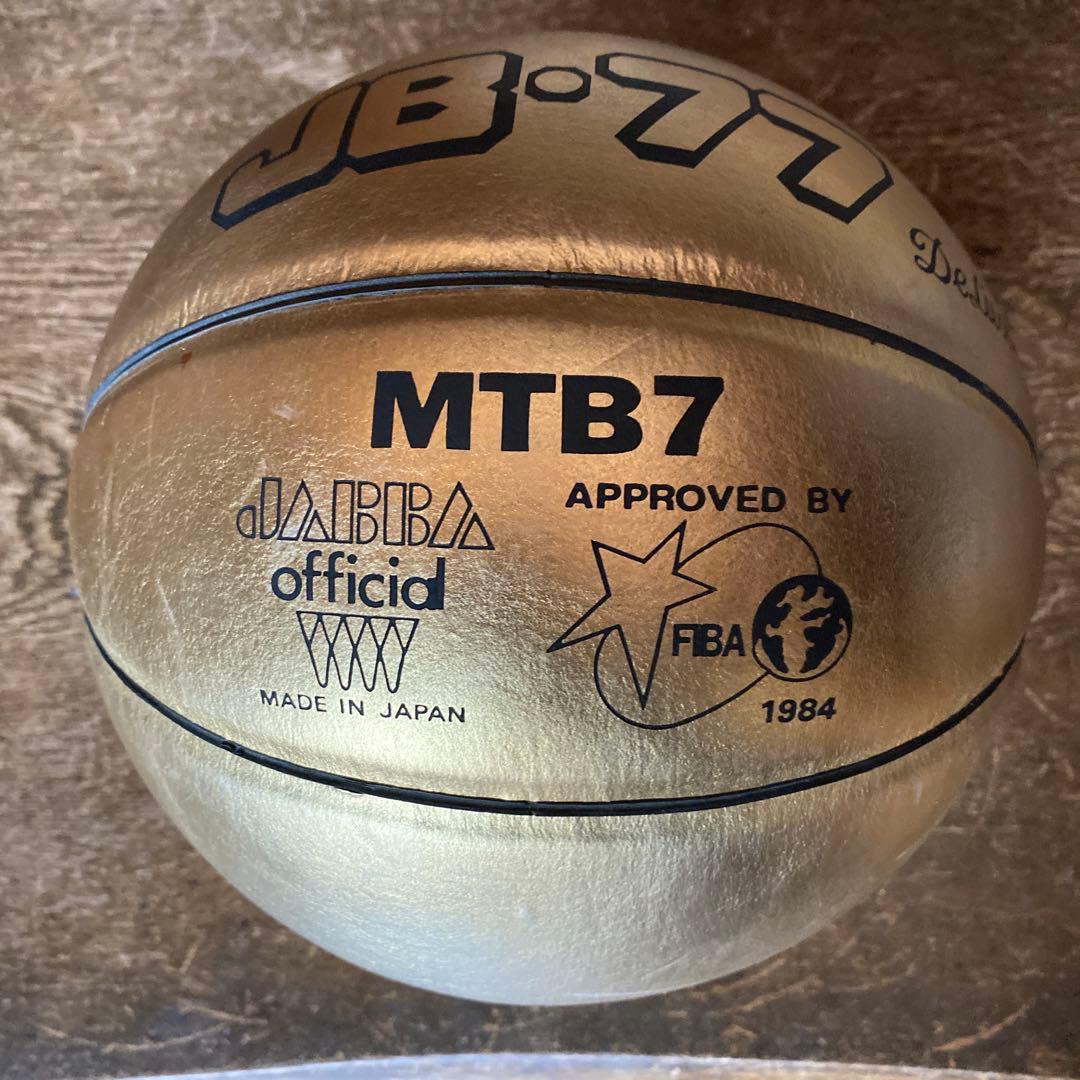 JB·77
MTB7
JABBA
official
MADE IN JAPAN
APPROVED BY
FIBA
1984